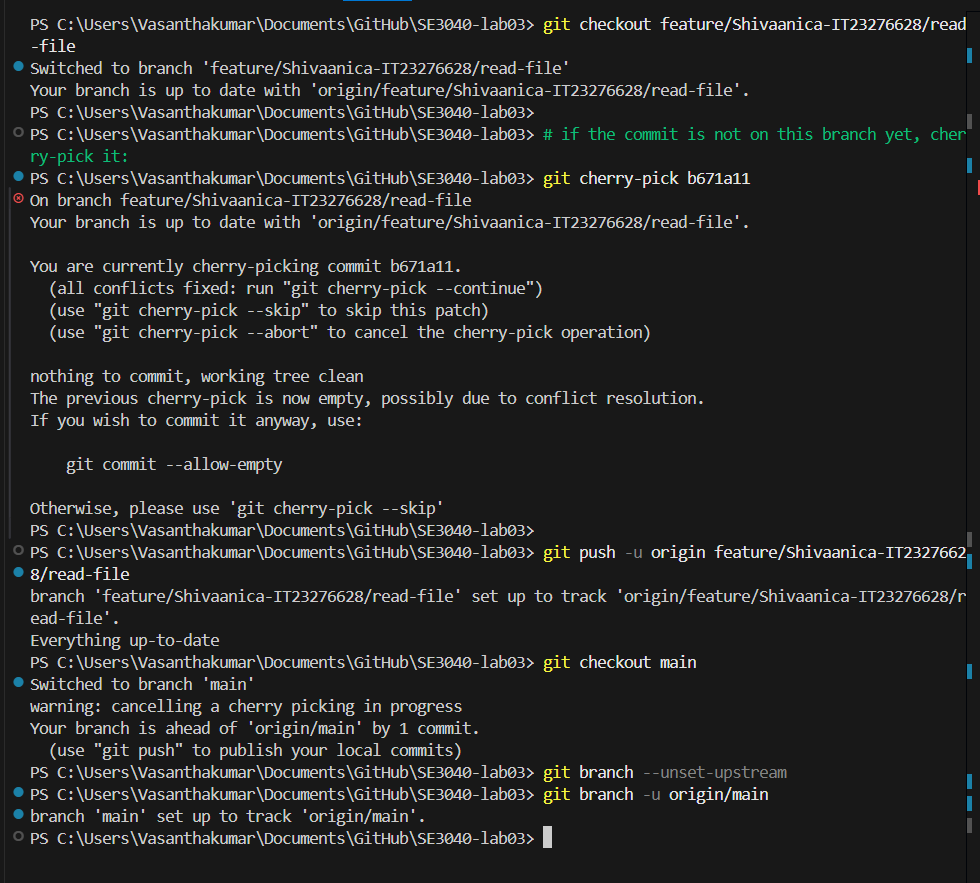 PS C:\Users\Vasanthakumar\Documents\GitHub\SE3040-lab03> git checkout feature/Shivaanica-IT23276628/read
-file
Switched to branch 'feature/Shivaanica-IT23276628/read-file'
Your branch is up to date with 'origin/feature/Shivaanica-IT23276628/read-file'.
PS C:\Users\Vasanthakumar\Documents\GitHub\SE3040-lab03>
PS C:\Users\Vasanthakumar\Documents\GitHub\SE3040-lab03> # if the commit is not on this branch yet, cher
ry-pick it:
PS C:\Users\Vasanthakumar\Documents\GitHub\SE3040-lab03> git cherry-pick b671a11
On branch feature/Shivaanica-IT23276628/read-file
Your branch is up to date with 'origin/feature/Shivaanica-IT23276628/read-file'.

You are currently cherry-picking commit b671a11.
  (all conflicts fixed: run "git cherry-pick --continue")
  (use "git cherry-pick --skip" to skip this patch)
  (use "git cherry-pick --abort" to cancel the cherry-pick operation)

nothing to commit, working tree clean
The previous cherry-pick is now empty, possibly due to conflict resolution.
If you wish to commit it anyway, use:

    git commit --allow-empty

Otherwise, please use 'git cherry-pick --skip'
PS C:\Users\Vasanthakumar\Documents\GitHub\SE3040-lab03>
PS C:\Users\Vasanthakumar\Documents\GitHub\SE3040-lab03> git push -u origin feature/Shivaanica-IT2327662
8/read-file
branch 'feature/Shivaanica-IT23276628/read-file' set up to track 'origin/feature/Shivaanica-IT23276628/r
ead-file'.
Everything up-to-date
PS C:\Users\Vasanthakumar\Documents\GitHub\SE3040-lab03> git checkout main
Switched to branch 'main'
warning: cancelling a cherry picking in progress
Your branch is ahead of 'origin/main' by 1 commit.
  (use "git push" to publish your local commits)
PS C:\Users\Vasanthakumar\Documents\GitHub\SE3040-lab03> git branch --unset-upstream
PS C:\Users\Vasanthakumar\Documents\GitHub\SE3040-lab03> git branch -u origin/main
branch 'main' set up to track 'origin/main'.
PS C:\Users\Vasanthakumar\Documents\GitHub\SE3040-lab03>